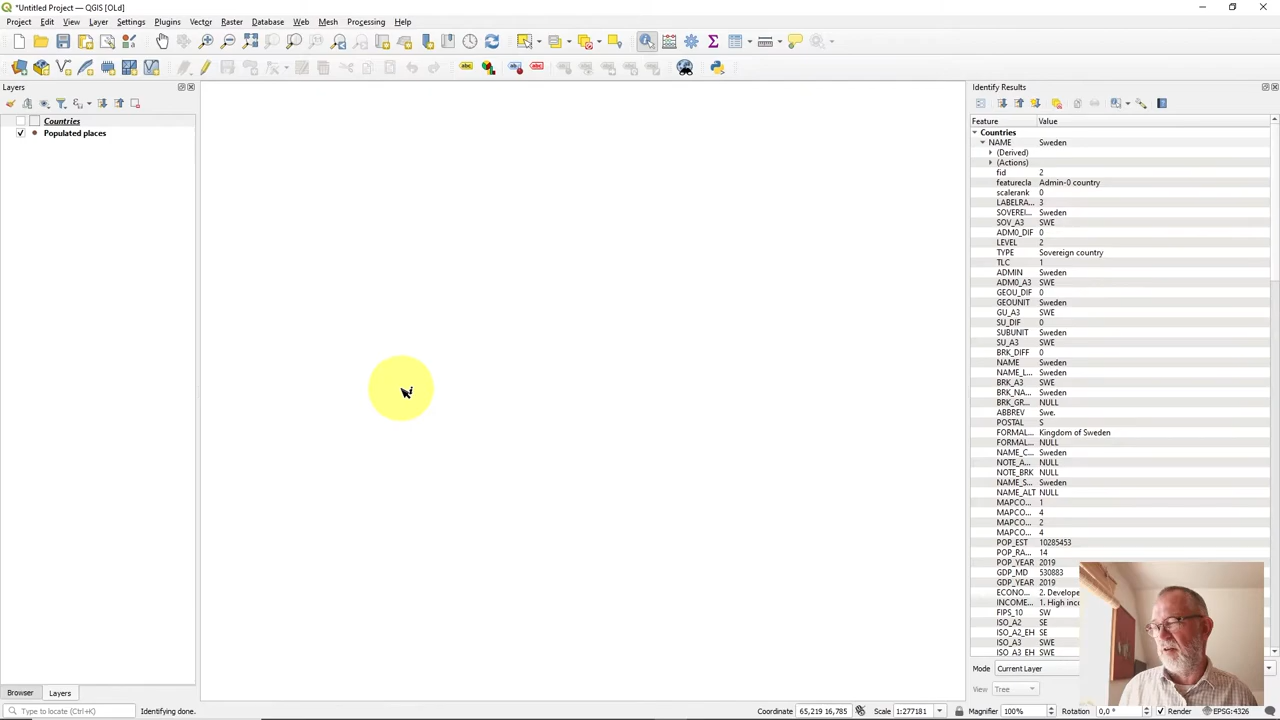 *Untitled Project — QGIS [OLd]
Project Edit View Layer Settings Plugins Vector Raster Database Web Mesh Processing Help
Layers
Countries
Populated places
Identify Results
Feature Value
Countries
NAME Sweden
(Derived)
(Actions)
fid 2
featurecla Admin-0 country
scalerank 0
LABELRA... 3
SOVEREI... Sweden
SOV_A3 SWE
ADM0_DIF 0
LEVEL 2
TYPE Sovereign country
TLC 1
ADMIN Sweden
ADM0_A3 SWE
GEOU_DIF 0
GEOUNIT Sweden
GU_A3 SWE
SU_DIF 0
SUBUNIT Sweden
SU_A3 SWE
BRK_DIFF 0
NAME Sweden
NAME_L... Sweden
BRK_A3 SWE
BRK_NA... Sweden
BRK_GR... NULL
ABBREV Swe.
POSTAL S
FORMAL... Kingdom of Sweden
FORMAL... NULL
NAME_C... Sweden
NOTE_A... NULL
NOTE_BRK NULL
NAME_S... Sweden
NAME_ALT NULL
MAPCO... 1
MAPCO... 4
MAPCO... 2
MAPCO... 4
POP_EST 10285453
POP_RA... 14
POP_YEAR 2019
GDP_MD 530883
GDP_YEAR 2019
ECONO... 2. Develope
INCOME... 1. High inc
FIPS_10 SW
ISO_A2 SE
ISO_A2_EH SE
ISO_A3 SWE
ISO_A3_EH SWE
Mode Current Layer
View Tree
Browser Layers
Type to locate (Ctrl+K) Identifying done. Coordinate 65,219 16,785 Scale 1:277181 Magnifier 100% Rotation 0,0 ° Render EPSG:4326